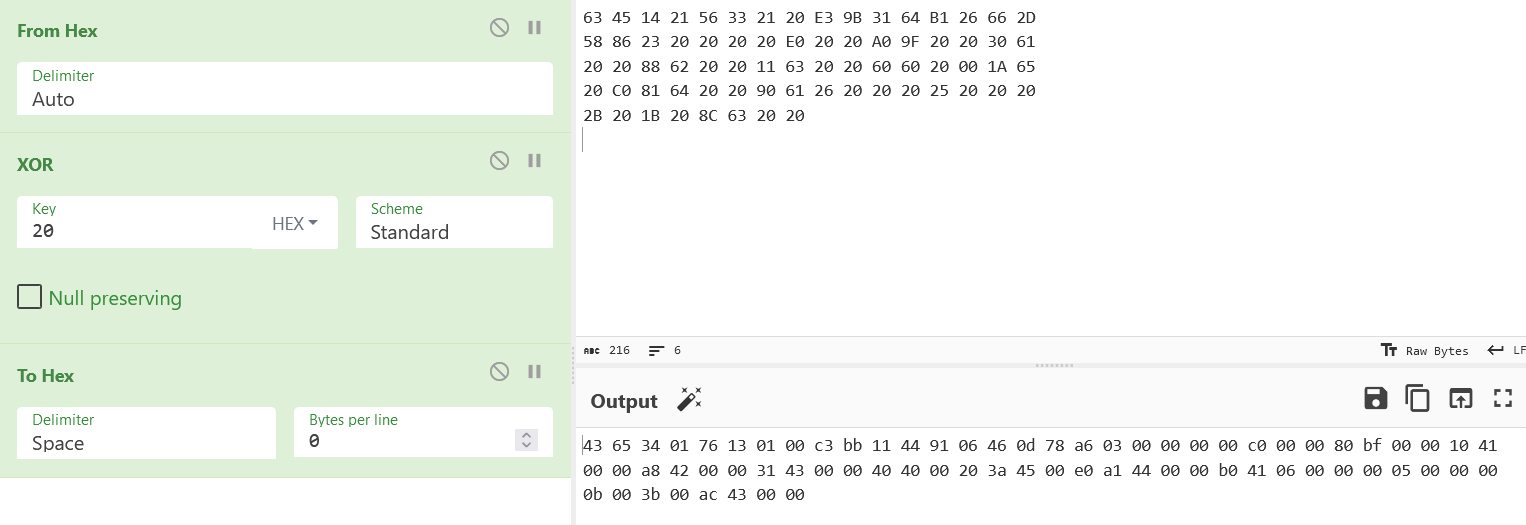 From Hex
Delimiter
Auto
XOR
Key
20
HEX
Scheme
Standard
Null preserving
To Hex
Delimiter
Space
Bytes per line
0
63 45 14 21 56 33 21 20 E3 9B 31 64 B1 26 66 2D
58 86 23 20 20 20 20 E0 20 20 A0 9F 20 20 30 61
20 20 88 62 20 20 11 63 20 20 60 60 20 00 1A 65
20 C0 81 64 20 20 90 61 26 20 20 20 25 20 20 20
2B 20 1B 20 8C 63 20 20
ABC 216 6 Raw Bytes LF
Output
43 65 34 01 76 13 01 00 c3 bb 11 44 91 06 46 0d 78 a6 03 00 00 00 00 c0 00 00 80 bf 00 00 10 41
00 00 a8 42 00 00 31 43 00 00 40 40 00 20 3a 45 00 e0 a1 44 00 00 b0 41 06 00 00 00 05 00 00 00
0b 00 3b 00 ac 43 00 00